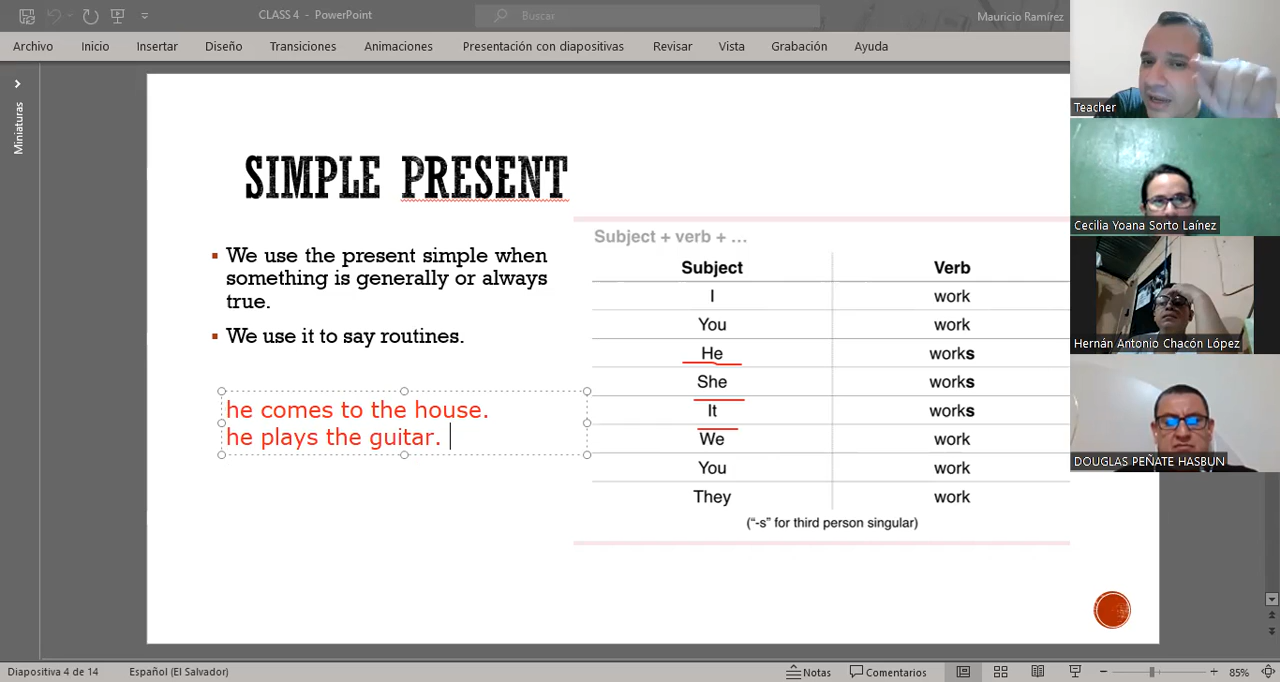 CLASS 4 - PowerPoint
Buscar
Mauricio Ramírez
Archivo Inicio Insertar Diseño Transiciones Animaciones Presentación con diapositivas Revisar Vista Grabación Ayuda
Teacher
Miniaturas
SIMPLE PRESENT
We use the present simple when
something is generally or always
true.
We use it to say routines.
he comes to the house.
he plays the guitar.
Subject + verb + ...
Subject Verb
I work
You work
He works
She works
It works
We work
You work
They work
("-s" for third person singular)
Cecilia Yoana Sorto Laínez
Hernán Antonio Chacón López
DOUGLAS PEÑATE HASBUN
Diapositiva 4 de 14 Español (El Salvador) Notas Comentarios 85%